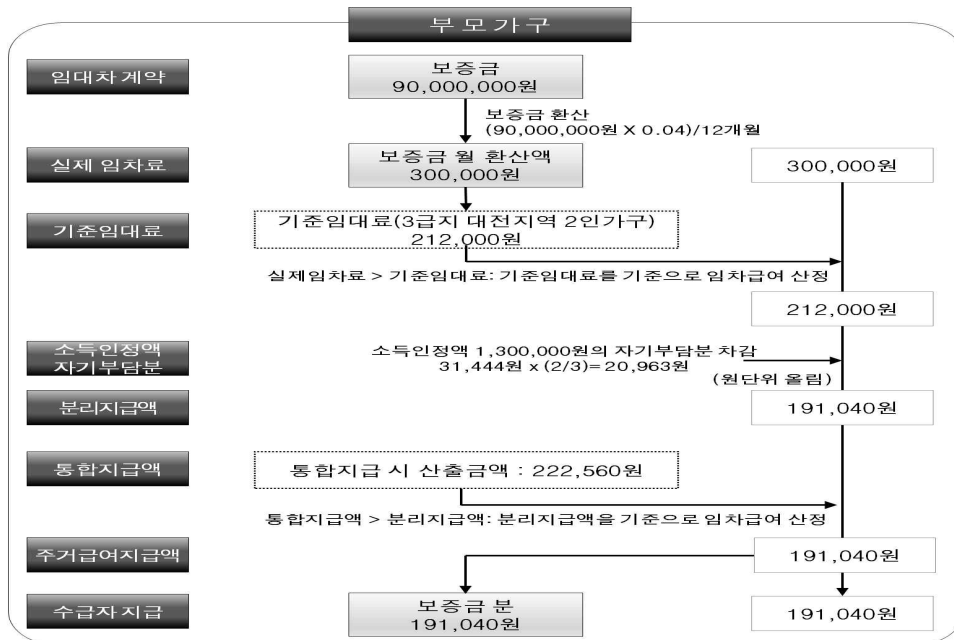 부모가구
임대차 계약
보증금
90,000,000원
보증금 환산
(90,000,000원 X 0.04)/12개월
실제 임차료
보증금 월 환산액
300,000원
300,000원
기준임대료
기준임대료(3급지 대전지역 2인가구)
212,000원
실제임차료 > 기준임대료: 기준임대료를 기준으로 임차급여 산정
212,000원
소득인정액
자기부담분
소득인정액 1,300,000원의 자기부담분 차감
31,444원 x (2/3)= 20,963원
(원단위 올림)
분리지급액
191,040원
통합지급액
통합지급 시 산출금액 : 222,560원
통합지급액 > 분리지급액: 분리지급액을 기준으로 임차급여 산정
주거급여지급액
191,040원
수급자 지급
보증금 분
191,040원
191,040원